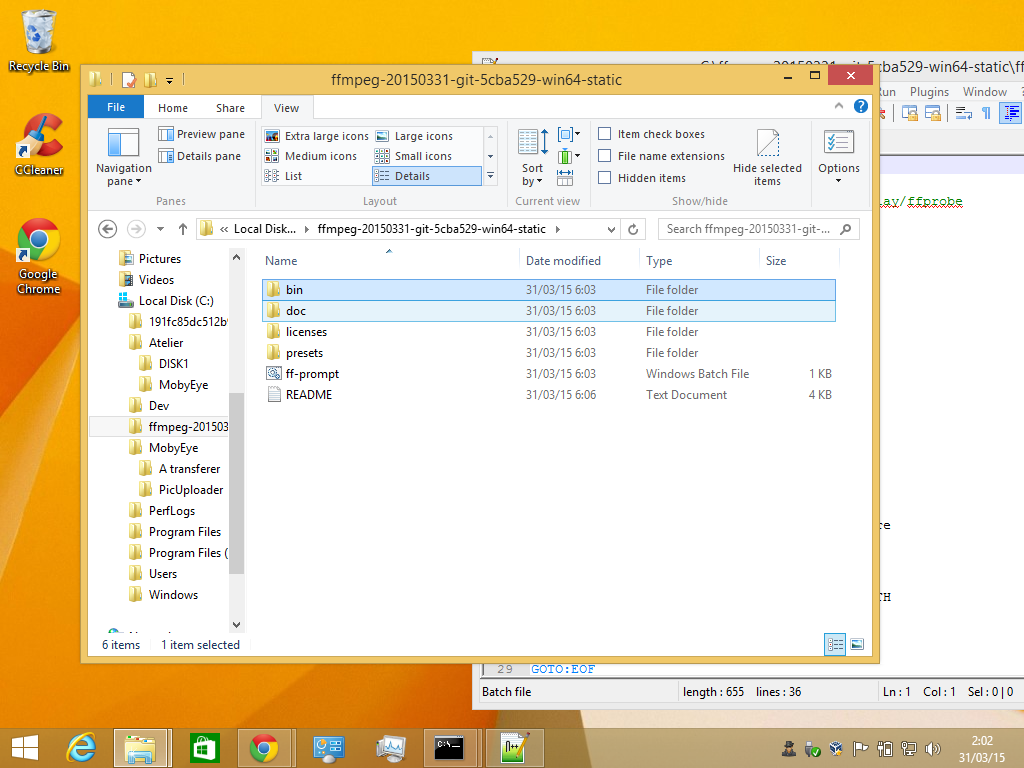 Recycle Bin
CCleaner
Google
Chrome
ffmpeg-20150331-git-5cba529-win64-static
File
Home
Share
View
Navigation
pane
Preview pane
Details pane
Panes
Extra large icons
Large icons
Medium icons
Small icons
List
Details
Layout
Sort
by
Current view
Item check boxes
File name extensions
Hidden items
Hide selected
items
Show/hide
Options
« Local Disk...
ffmpeg-20150331-git-5cba529-win64-static
Search ffmpeg-20150331-git-...
Pictures
Videos
Local Disk (C:)
Atelier
DISK1
MobyEye
Dev
ffmpeg-201503
MobyEye
A transferer
PicUploader
PerfLogs
Program Files
Program Files (
Users
Windows
Name
Date modified
Type
Size
bin 31/03/15 6:03 File folder
doc 31/03/15 6:03 File folder
licenses 31/03/15 6:03 File folder
presets 31/03/15 6:03 File folder
ff-prompt 31/03/15 6:03 Windows Batch File 1 KB
README 31/03/15 6:06 Text Document 4 KB
6 items 1 item selected
-win64-static\ff
Plugins Window ?
lay/ffprobe
re
TH
29 GOTO:EOF
Batch file
length : 655 lines : 36
Ln : 1 Col : 1 Sel : 0 | 0
2:02
31/03/15